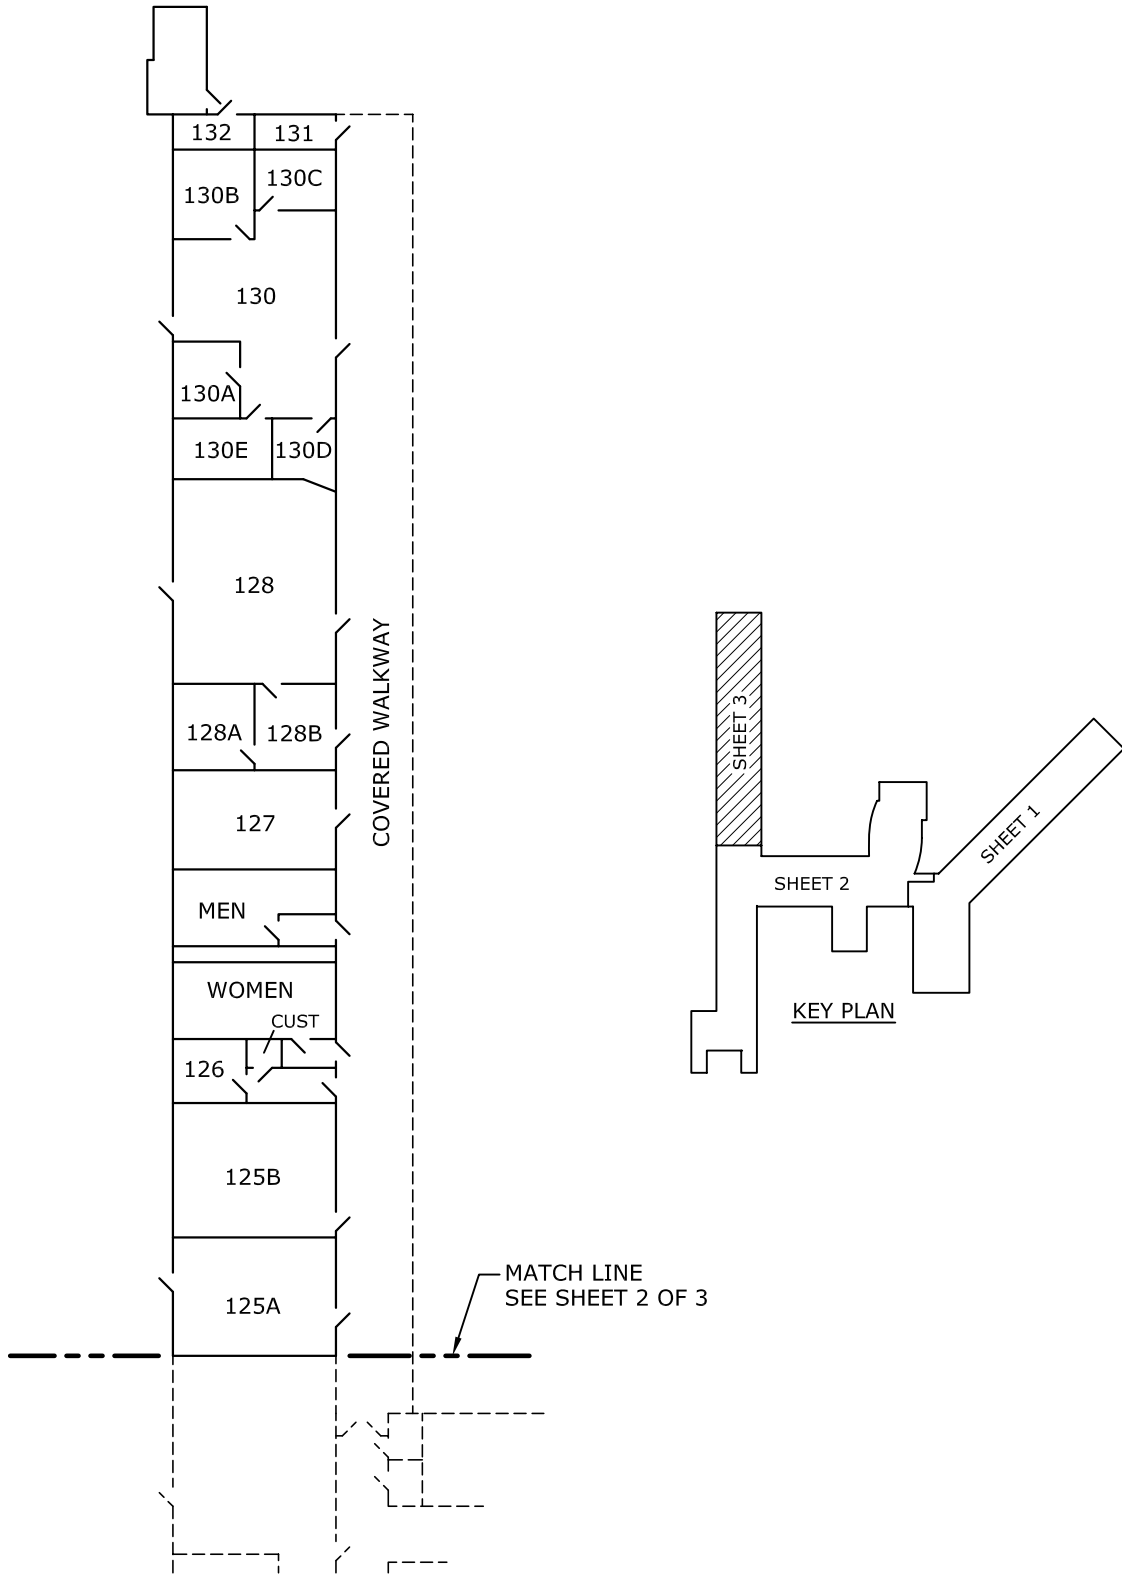 132
131
130C
130B
130
130A
130E
130D
128
COVERED WALKWAY
128A
128B
127
MEN
WOMEN
CUST
126
125B
125A
MATCH LINE
SEE SHEET 2 OF 3
SHEET 3
SHEET 1
SHEET 2
KEY PLAN